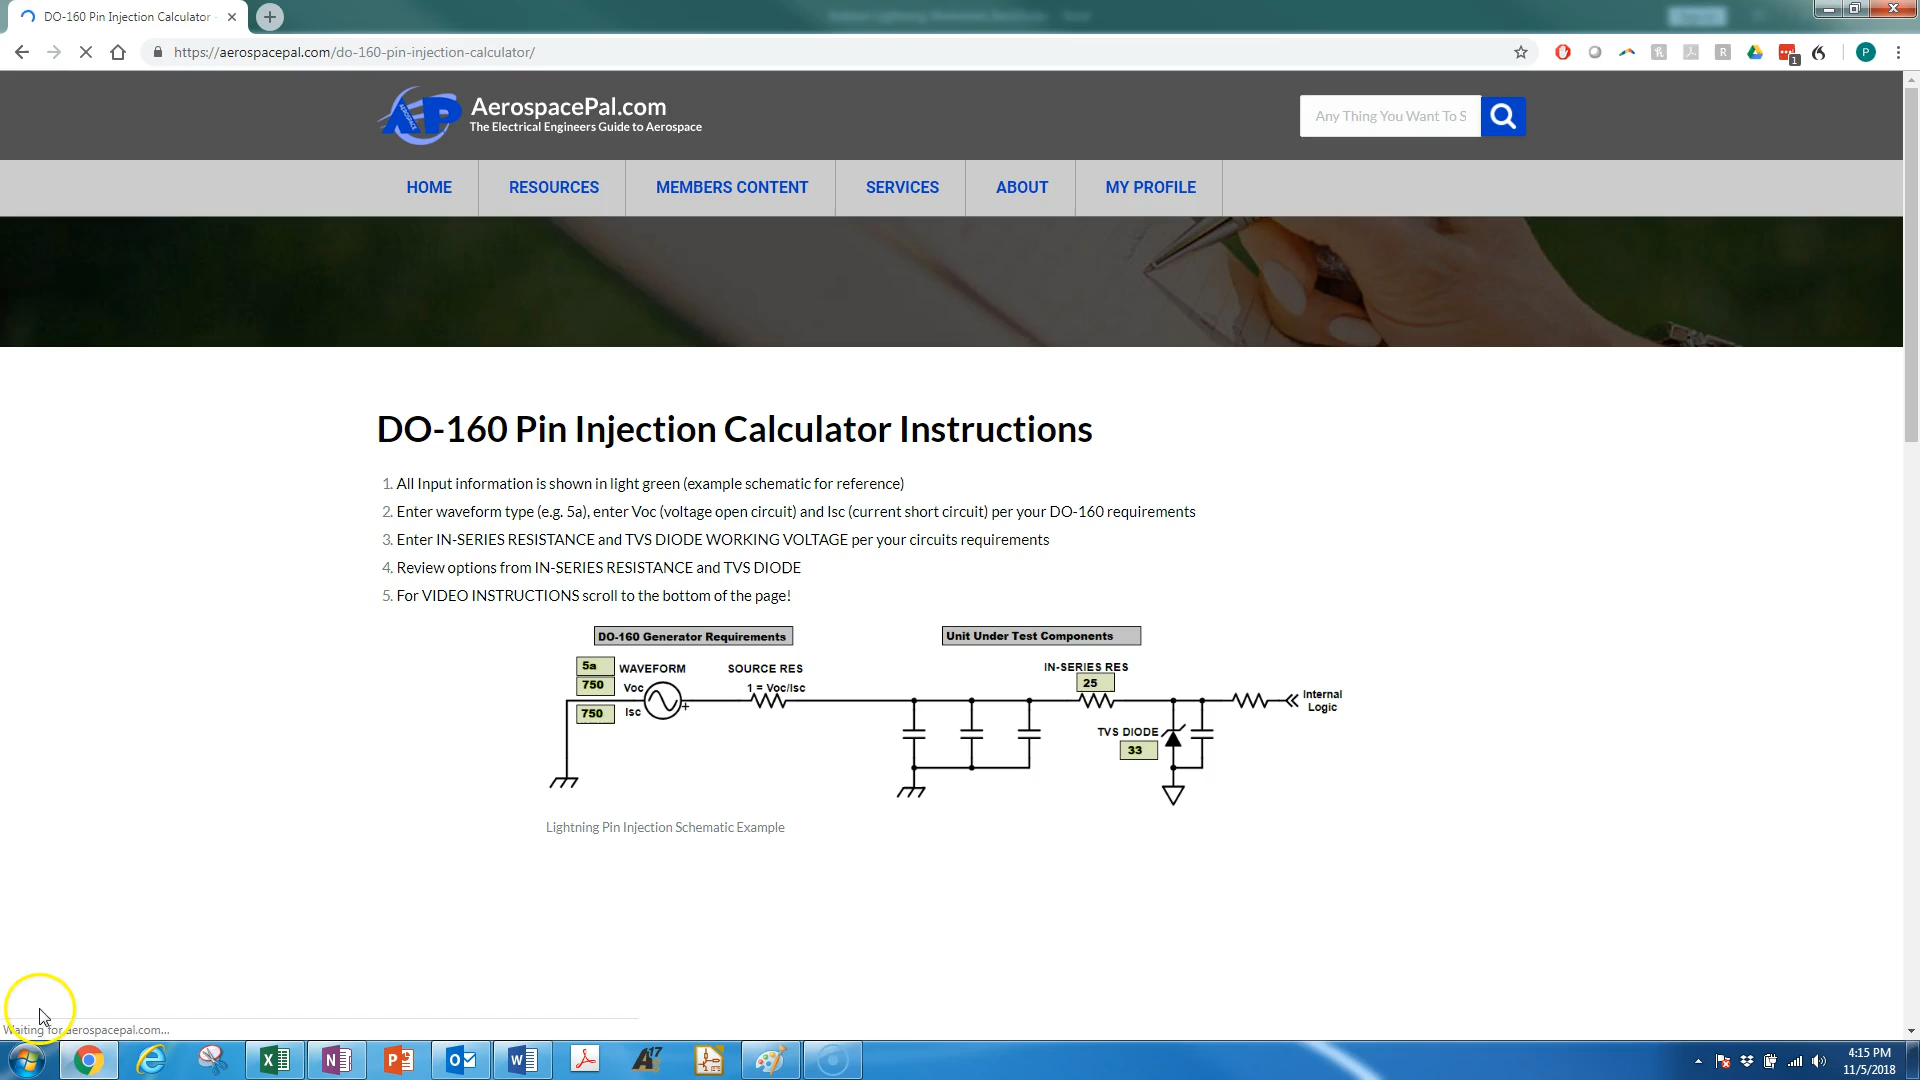 DO-160 Pin Injection Calculator
https://aerospacepal.com/do-160-pin-injection-calculator/
R
1
P
AP
AerospacePal.com
The Electrical Engineers Guide to Aerospace
Any Thing You Want To S
HOME
RESOURCES
MEMBERS CONTENT
SERVICES
ABOUT
MY PROFILE
DO-160 Pin Injection Calculator Instructions
1. All Input information is shown in light green (example schematic for reference)
2. Enter waveform type (e.g. 5a), enter Voc (voltage open circuit) and Isc (current short circuit) per your DO-160 requirements
3. Enter IN-SERIES RESISTANCE and TVS DIODE WORKING VOLTAGE per your circuits requirements
4. Review options from IN-SERIES RESISTANCE and TVS DIODE
5. For VIDEO INSTRUCTIONS scroll to the bottom of the page!
DO-160 Generator Requirements
Unit Under Test Components
5a WAVEFORM
SOURCE RES
IN-SERIES RES
750 Voc
1 = Voc/Isc
25
750 Isc
Internal
Logic
TVS DIODE
33
Lightning Pin Injection Schematic Example
Waiting for aerospacepal.com...
A17
4:15 PM
11/5/2018